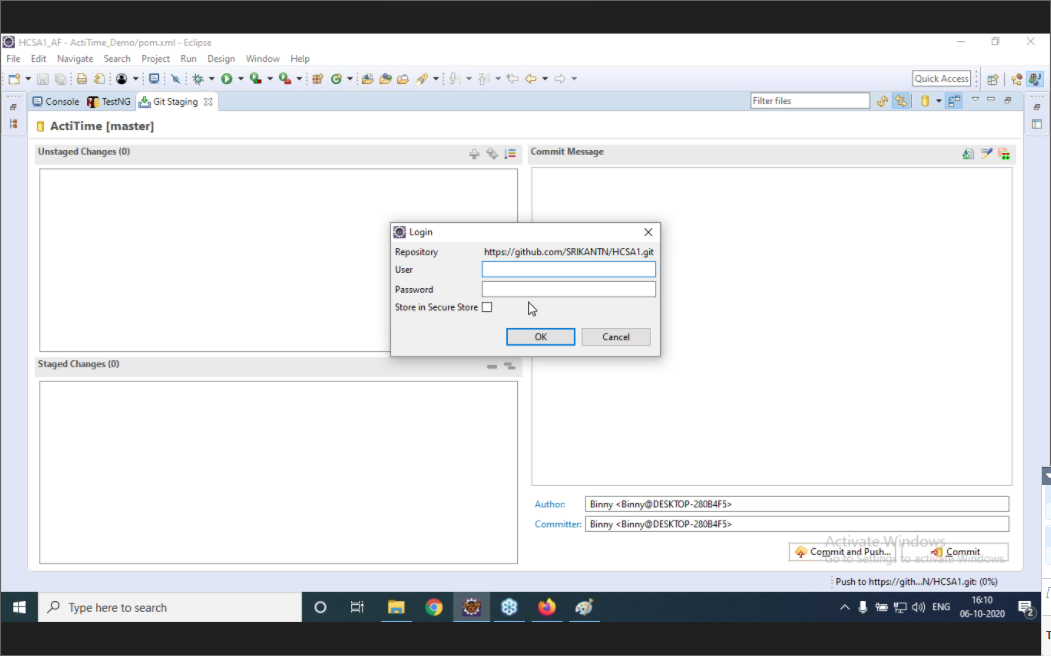 HCSA1_AF - ActiTime_Demo/pom.xml - Eclipse
File Edit Navigate Search Project Run Design Window Help
Quick Access
Console TestNG Git Staging
Filter files
ActiTime [master]
Unstaged Changes (0)
Commit Message
Login
Repository https://github.com/SRIKANTN/HCSA1.git
User
Password
Store in Secure Store
OK Cancel
Staged Changes (0)
Author: Binny <Binny@DESKTOP-280B4F5>
Committer: Binny <Binny@DESKTOP-280B4F5>
Activate Windows
Commit and Push... Commit
Go to Settings to activate Windows.
Push to https://gith...N/HCSA1.git: (0%)
Type here to search
ENG
16:10
06-10-2020
2